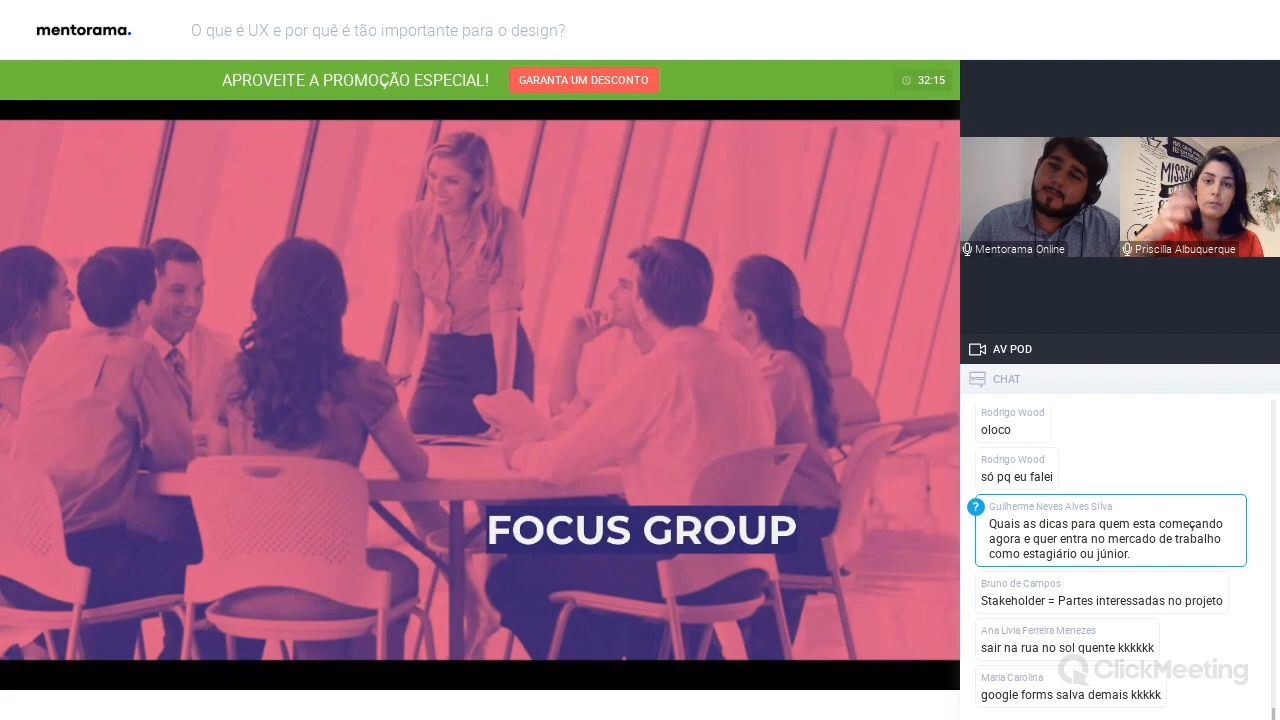 mentorama.
O que é UX e por quê é tão importante para o design?
APROVEITE A PROMOÇÃO ESPECIAL!
GARANTA UM DESCONTO
32:15
FOCUS GROUP
MISSÃO
Mentorama Online
Priscilla Albuquerque
AV POD
CHAT
Rodrigo Wood
oloco
Rodrigo Wood
só pq eu falei
?
Guilherme Neves Alves Silva
Quais as dicas para quem esta começando
agora e quer entra no mercado de trabalho
como estagiário ou júnior.
Bruno de Campos
Stakeholder = Partes interessadas no projeto
Ana Livia Ferreira Menezes
sair na rua no sol quente kkkkkk
Maria Carolina
google forms salva demais kkkkk
ClickMeeting